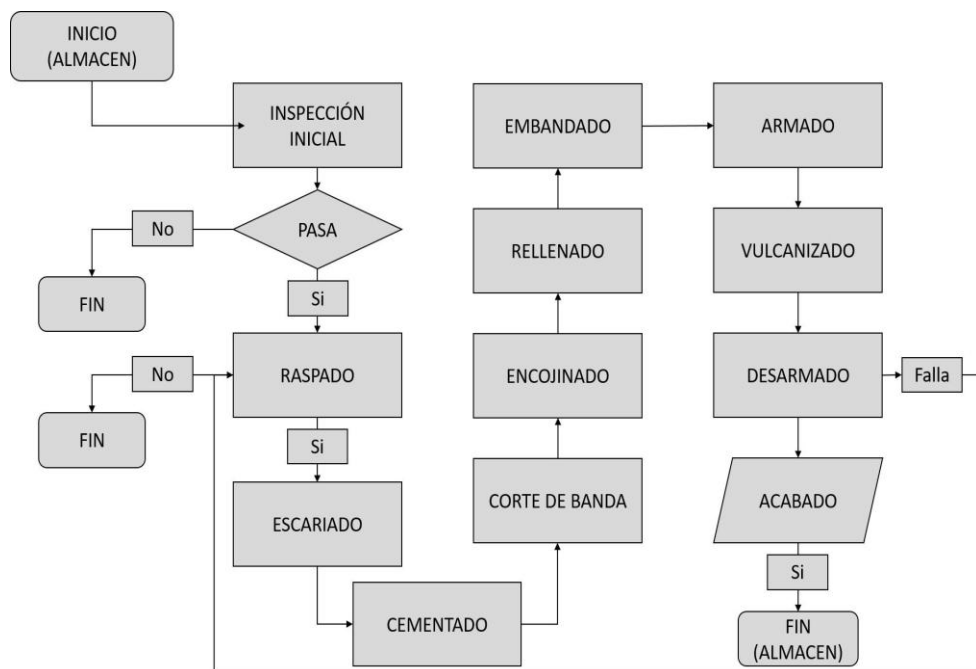 INICIO
(ALMACEN)
INSPECCIÓN
INICIAL
PASA
No
FIN
Si
RASPADO
No
FIN
Si
ESCARIADO
CEMENTADO
CORTE DE BANDA
ENCOJINADO
RELLENADO
EMBANDADO
ARMADO
VULCANIZADO
DESARMADO
Falla
ACABADO
Si
FIN
(ALMACEN)